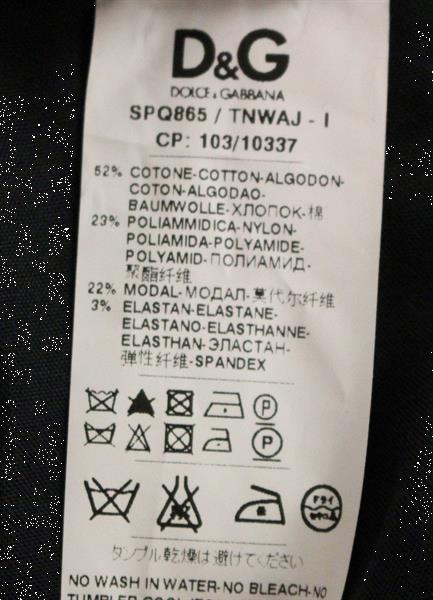 D&G
DOLCE & GABBANA
SPQ865 / TNWAJ - I
CP: 103/10337
52% COTONE-COTTON-ALGODON-
COTON-ALGODAO-
BAUMWOLLE-ХЛОПОК-棉
23% POLIAMMIDICA-NYLON-
POLIAMIDA-POLYAMIDE-
POLYAMID-ПОЛИАМИД-
聚酯纤维
22% MODAL-МОДАЛ-莫代尔纤维
3% ELASTAN-ELASTANE-
ELASTANO-ELASTHANNE-
ELASTHAN-ЭЛАСТАН-
弹性纤维-SPANDEX
P
P
ドライ
タンブル乾燥は避けてください
NO WASH IN WATER-NO BLEACH-NO